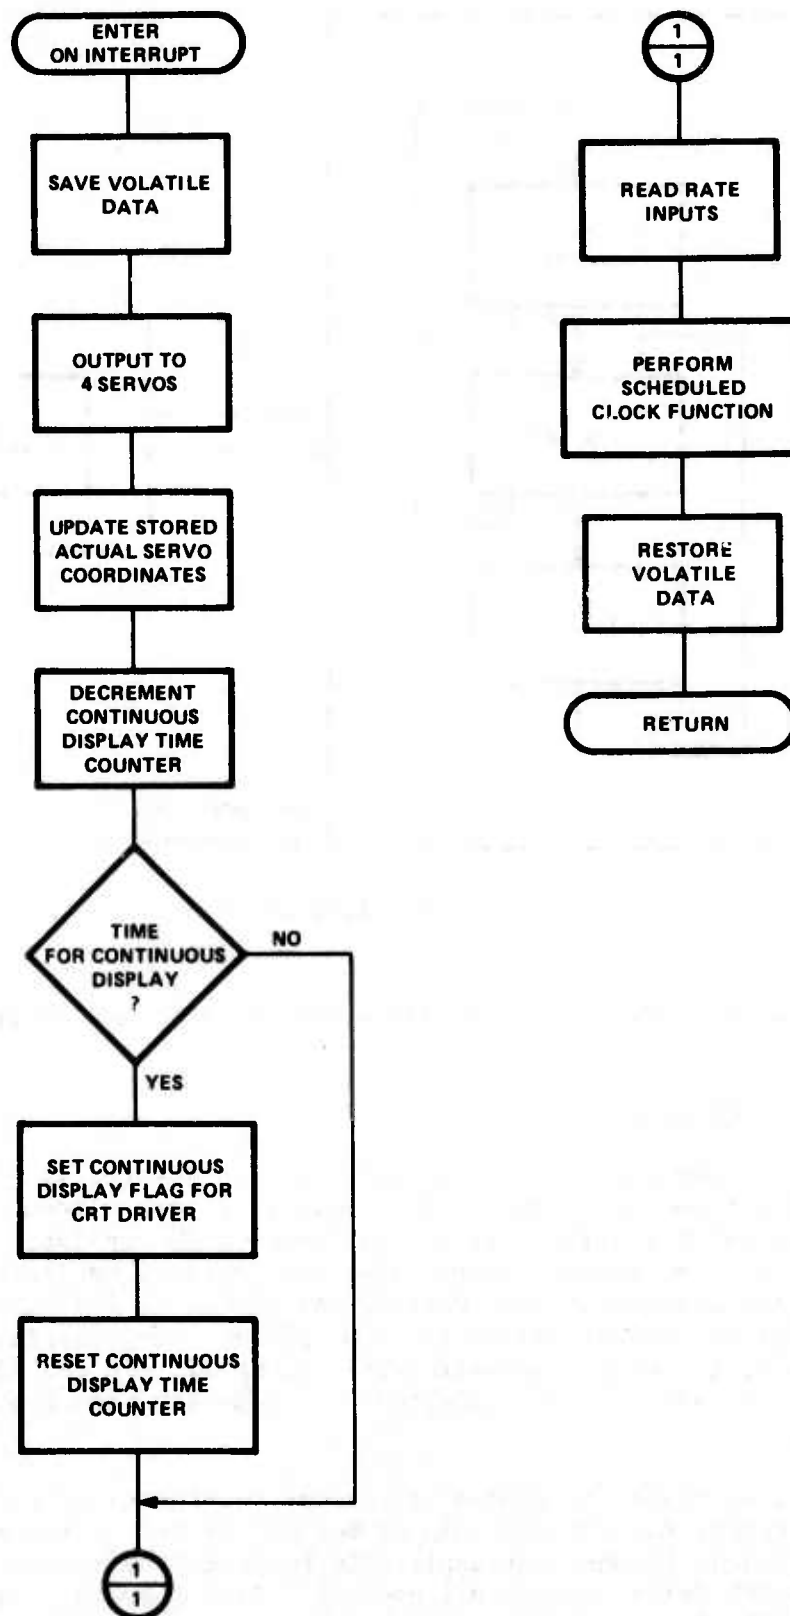 ENTER
ON INTERRUPT
SAVE VOLATILE
DATA
OUTPUT TO
4 SERVOS
UPDATE STORED
ACTUAL SERVO
COORDINATES
DECREMENT
CONTINUOUS
DISPLAY TIME
COUNTER
TIME
FOR CONTINUOUS
DISPLAY
?
NO
YES
SET CONTINUOUS
DISPLAY FLAG FOR
CRT DRIVER
RESET CONTINUOUS
DISPLAY TIME
COUNTER
1
1
1
1
READ RATE
INPUTS
PERFORM
SCHEDULED
CLOCK FUNCTION
RESTORE
VOLATILE
DATA
RETURN